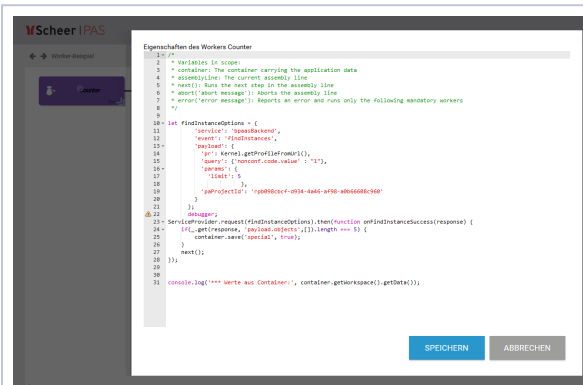 Scheer IPAS
Worker-Beispiel
Counter
Eigenschaften des Workers Counter
1 /*
2 * Variables in scope:
3 * container: The container carrying the application data
4 * assemblyLine: The current assembly line
5 * next(): Runs the next step in the assembly line
6 * abort('abort message'): Aborts the assembly line
7 * error('error message'): Reports an error and runs only the following mandatory workers
8 */
9
10 let findInstanceOptions = {
11 'service': 'bpaasBackend',
12 'event': 'findInstances',
13 'payload': {
14 'pr': Kernel.getProfileFromUrl(),
15 'query': {'nonconf.code.value' : "1"},
16 'params': {
17 'limit': 5
18 },
19 'paProjectId': 'rpb098cbcf-d934-4a46-af98-a0b66608c960'
20 }
21 };
22 debugger;
23 ServiceProvider.request(findInstanceOptions).then(function onFindInstanceSuccess(response) {
24 if(_.get(response, 'payload.objects',[]).length === 5) {
25 container.save('special', true);
26 }
27 next();
28 });
29
30
31 console.log('*** Werte aus Container:', container.getWorkspace().getData());
SPEICHERN ABBRECHEN